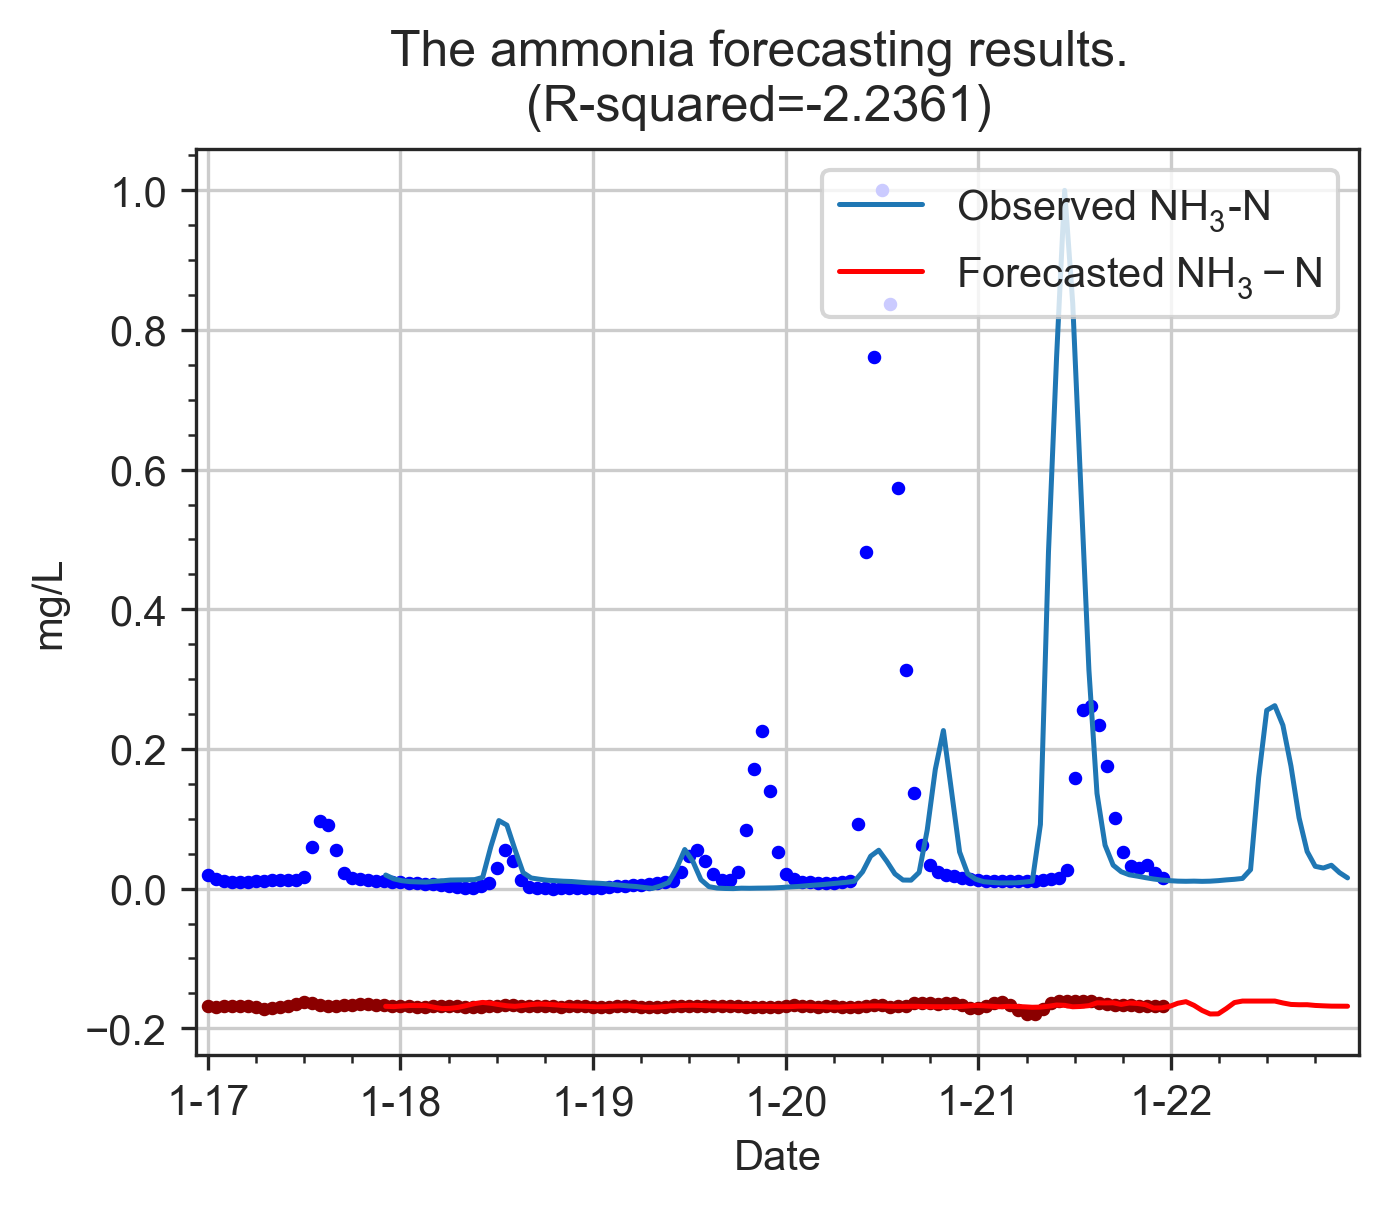 The ammonia forecasting results.
(R-squared=-2.2361)
Observed NH₃-N
Forecasted NH₃ − N
1.0
0.8
0.6
0.4
0.2
0.0
−0.2
mg/L
1-17
1-18
1-19
1-20
1-21
1-22
Date